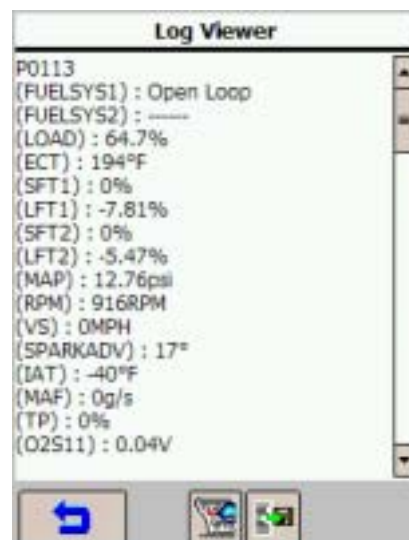 Log Viewer
P0113
(FUELSYS1) : Open Loop
(FUELSYS2) : ------
(LOAD) : 64.7%
(ECT) : 194°F
(SFT1) : 0%
(LFT1) : -7.81%
(SFT2) : 0%
(LFT2) : -5.47%
(MAP) : 12.76psi
(RPM) : 916RPM
(VS) : 0MPH
(SPARKADV) : 17°
(IAT) : -40°F
(MAF) : 0g/s
(TP) : 0%
(O2S11) : 0.04V